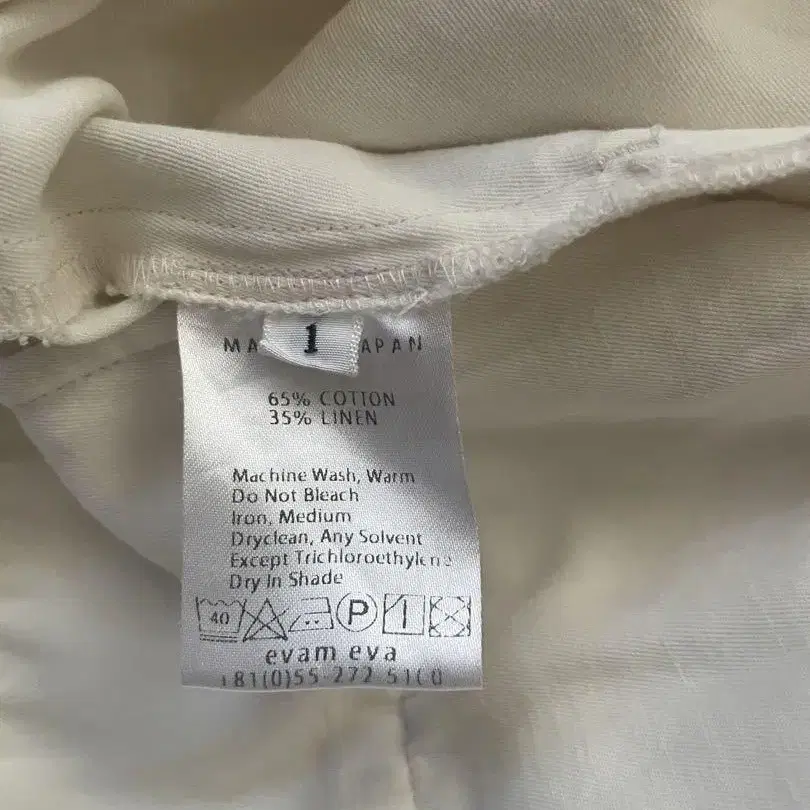 1
MA APAN
65% COTTON
35% LINEN
Machine Wash, Warm
Do Not Bleach
Iron, Medium
Dryclean, Any Solvent
Except Trichloroethylene
Dry In Shade
40 P
evam eva